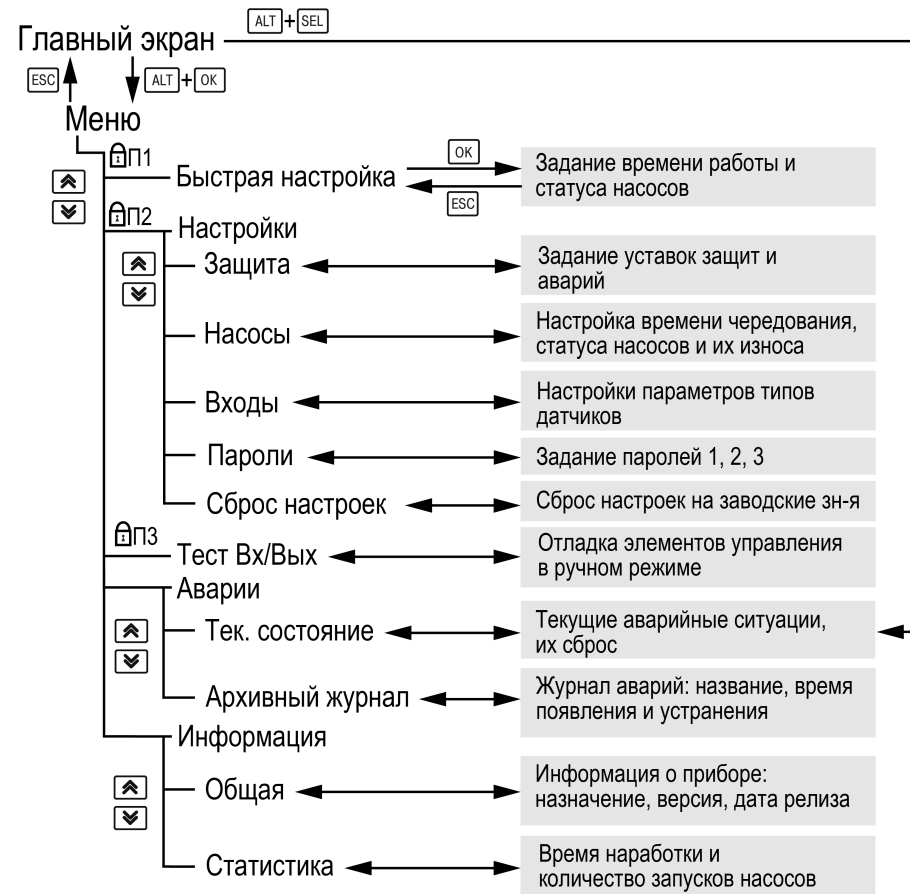 ALT + SEL
Главный экран
ESC
ALT + OK
Меню
П1
Быстрая настройка
OK
ESC
Задание времени работы и
статуса насосов
П2
Настройки
Защита
Задание уставок защит и
аварий
Насосы
Настройка времени чередования,
статуса насосов и их износа
Входы
Настройки параметров типов
датчиков
Пароли
Задание паролей 1, 2, 3
Сброс настроек
Сброс настроек на заводские зн-я
П3
Тест Вх/Вых
Отладка элементов управления
в ручном режиме
Аварии
Тек. состояние
Текущие аварийные ситуации,
их сброс
Архивный журнал
Журнал аварий: название, время
появления и устранения
Информация
Общая
Информация о приборе:
назначение, версия, дата релиза
Статистика
Время наработки и
количество запусков насосов